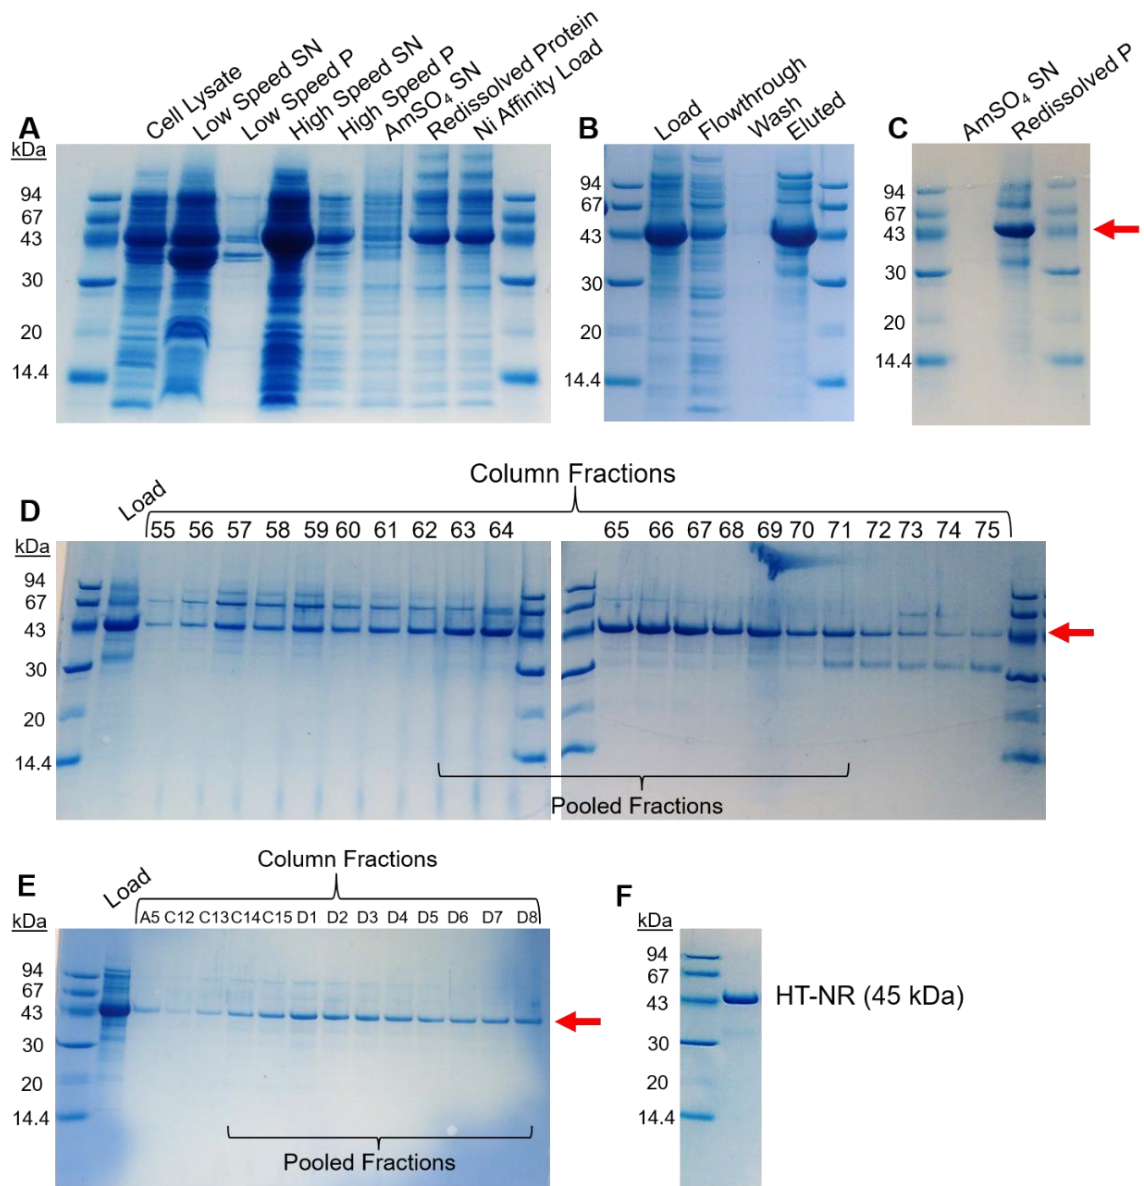 A
kDa
Cell Lysate
Low Speed SN
Low Speed P
High Speed SN
High Speed P
AmSO₄ SN
Redissolved Protein
Ni Affinity Load
94
67
43
30
20
14.4
B
Load
Flowthrough
Wash
Eluted
94
67
43
30
20
14.4
C
AmSO₄ SN
Redissolved P
94
67
43
30
20
14.4
Column Fractions
D
Load
55 56 57 58 59 60 61 62 63 64 65 66 67 68 69 70 71 72 73 74 75
kDa
94
67
43
30
20
14.4
Pooled Fractions
Column Fractions
E
Load
A5 C12 C13 C14 C15 D1 D2 D3 D4 D5 D6 D7 D8
kDa
94
67
43
30
20
14.4
Pooled Fractions
F
kDa
94
67
43
30
20
14.4
HT-NR (45 kDa)